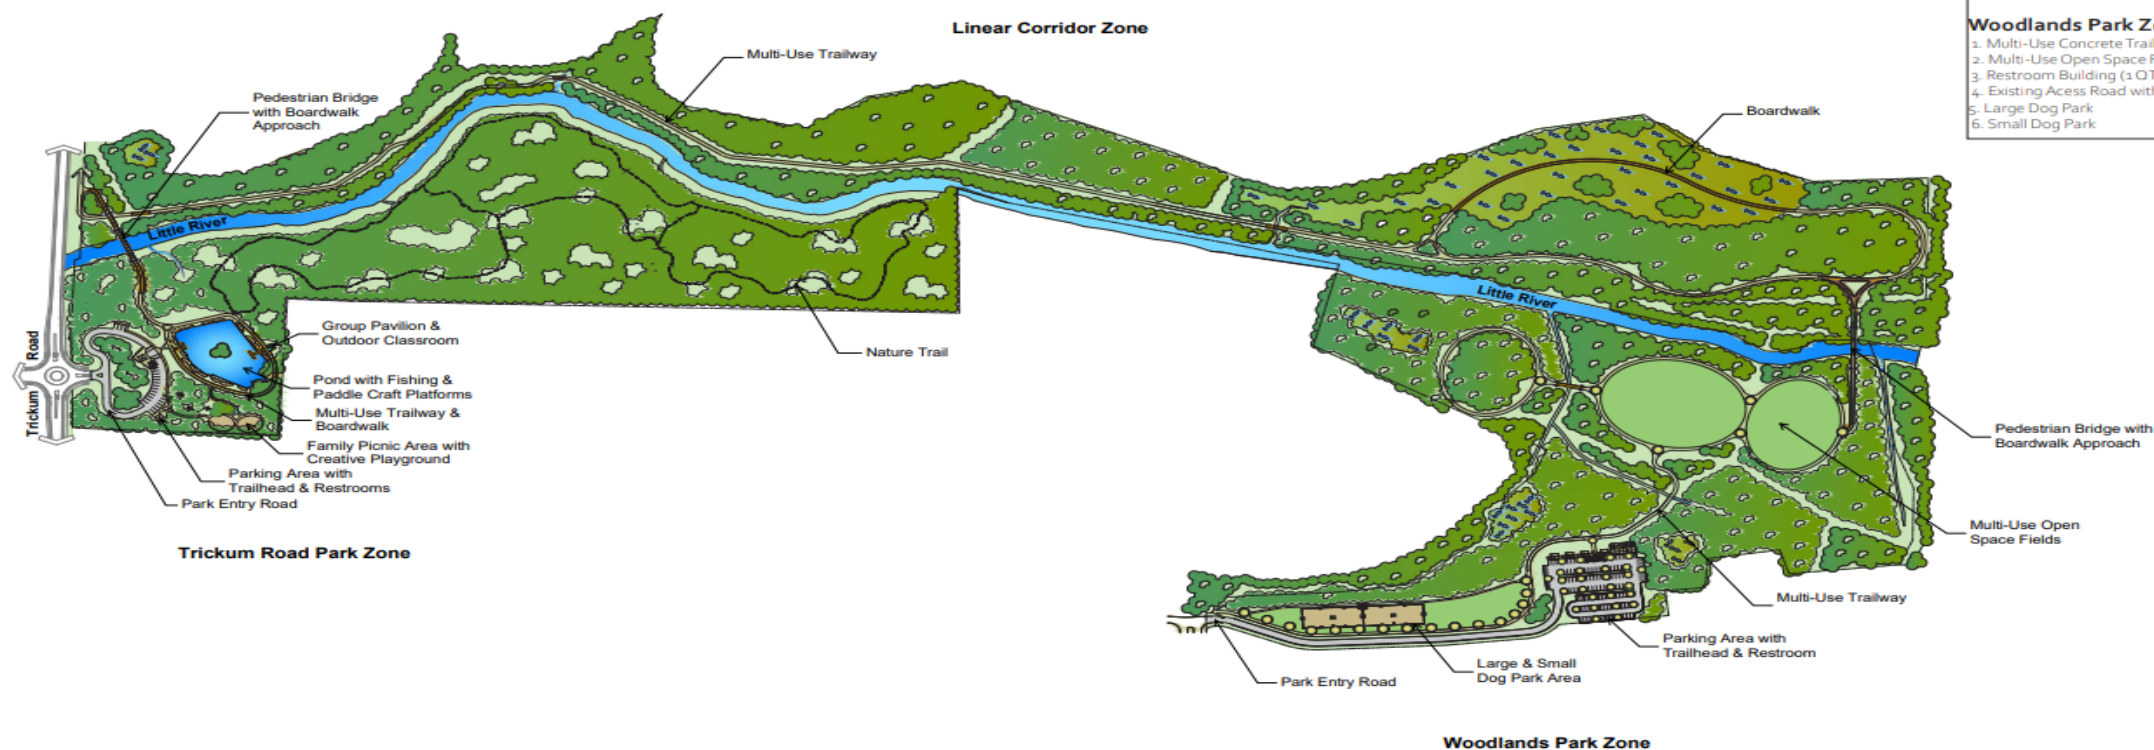 Linear Corridor Zone
Multi-Use Trailway
Pedestrian Bridge
with Boardwalk
Approach
Boardwalk
Woodlands Park Z
1. Multi-Use Concrete Trail
2. Multi-Use Open Space F
3. Restroom Building (1 QT
4. Existing Acess Road with
5. Large Dog Park
6. Small Dog Park
Little River
Little River
Trickum Road
Group Pavilion &
Outdoor Classroom
Nature Trail
Pond with Fishing &
Paddle Craft Platforms
Multi-Use Trailway &
Boardwalk
Family Picnic Area with
Creative Playground
Parking Area with
Trailhead & Restrooms
Park Entry Road
Trickum Road Park Zone
Pedestrian Bridge with
Boardwalk Approach
Multi-Use Open
Space Fields
Multi-Use Trailway
Parking Area with
Trailhead & Restroom
Large & Small
Dog Park Area
Park Entry Road
Woodlands Park Zone